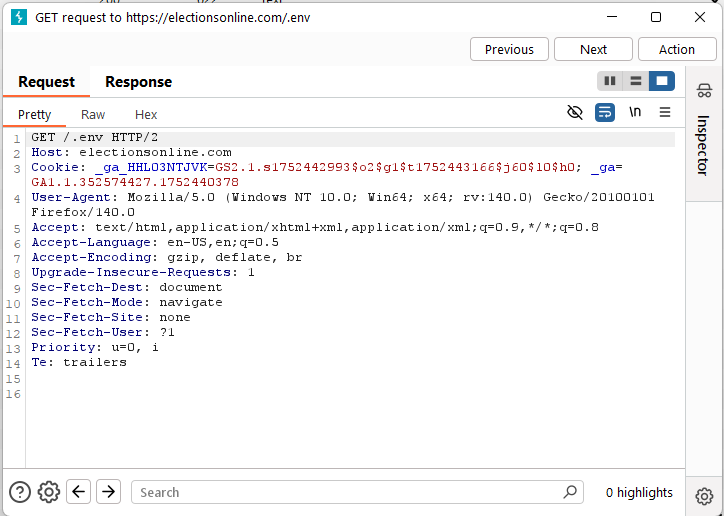 GET request to https://electionsonline.com/.env
Previous Next Action
Request Response
Pretty Raw Hex \n
1 GET /.env HTTP/2
2 Host: electionsonline.com
3 Cookie: _ga_HHL03NTJVK=GS2.1.s1752442993$o2$g1$t1752443166$j60$l0$h0; _ga=
GA1.1.352574427.1752440378
4 User-Agent: Mozilla/5.0 (Windows NT 10.0; Win64; x64; rv:140.0) Gecko/20100101
Firefox/140.0
5 Accept: text/html,application/xhtml+xml,application/xml;q=0.9,*/*;q=0.8
6 Accept-Language: en-US,en;q=0.5
7 Accept-Encoding: gzip, deflate, br
8 Upgrade-Insecure-Requests: 1
9 Sec-Fetch-Dest: document
10 Sec-Fetch-Mode: navigate
11 Sec-Fetch-Site: none
12 Sec-Fetch-User: ?1
13 Priority: u=0, i
14 Te: trailers
15
16
Inspector
Search
0 highlights